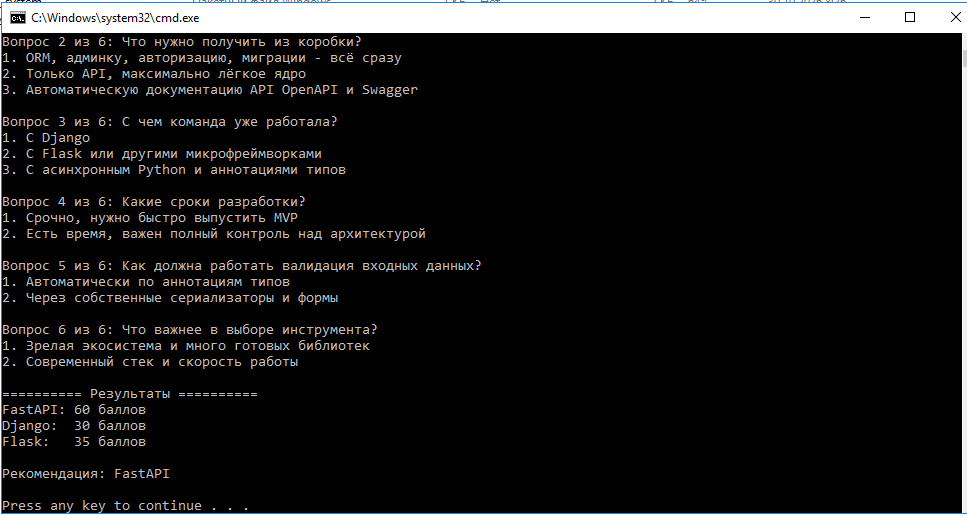 C:\Windows\system32\cmd.exe
Вопрос 2 из 6: Что нужно получить из коробки?
1. ORM, админку, авторизацию, миграции - всё сразу
2. Только API, максимально лёгкое ядро
3. Автоматическую документацию API OpenAPI и Swagger
Вопрос 3 из 6: С чем команда уже работала?
1. С Django
2. С Flask или другими микрофреймворками
3. С асинхронным Python и аннотациями типов
Вопрос 4 из 6: Какие сроки разработки?
1. Срочно, нужно быстро выпустить MVP
2. Есть время, важен полный контроль над архитектурой
Вопрос 5 из 6: Как должна работать валидация входных данных?
1. Автоматически по аннотациям типов
2. Через собственные сериализаторы и формы
Вопрос 6 из 6: Что важнее в выборе инструмента?
1. Зрелая экосистема и много готовых библиотек
2. Современный стек и скорость работы
========== Результаты ==========
FastAPI: 60 баллов
Django:  30 баллов
Flask:   35 баллов
Рекомендация: FastAPI
Press any key to continue . . .